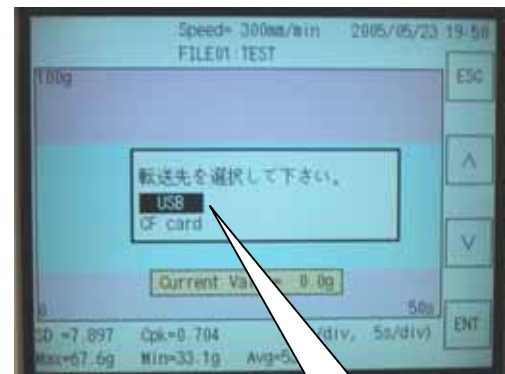 Speed= 300mm/min 2005/05/23 19:58
FILE01 TEST
100g
ESC
転送先を選択して下さい。
USB
CF card
Current 0.0g
0 50s
SD =7.897 Cpk=0.704 /div, 5s/div)
ENT
Max=67.6g Min=33.1g